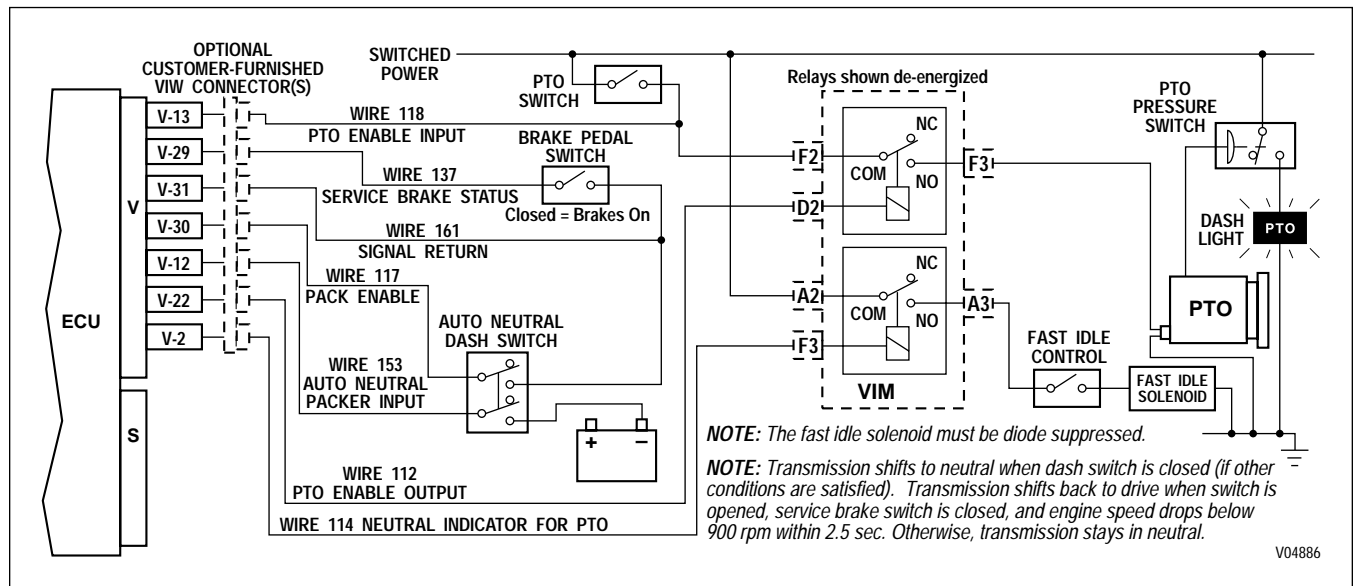 OPTIONAL
CUSTOMER-FURNISHED
VIW CONNECTOR(S)
SWITCHED
POWER
PTO
SWITCH
Relays shown de-energized
PTO
PRESSURE
SWITCH
ECU
V
S
V-13
V-29
V-31
V-30
V-12
V-22
V-2
WIRE 118
PTO ENABLE INPUT
BRAKE PEDAL
SWITCH
WIRE 137
SERVICE BRAKE STATUS
Closed = Brakes On
WIRE 161
SIGNAL RETURN
WIRE 117
PACK ENABLE
AUTO NEUTRAL
DASH SWITCH
WIRE 153
AUTO NEUTRAL
PACKER INPUT
+ −
WIRE 112
PTO ENABLE OUTPUT
WIRE 114 NEUTRAL INDICATOR FOR PTO
NC
F2
COM
NO
F3
D2
NC
A2
COM
NO
A3
F3
VIM
DASH
LIGHT
PTO
PTO
FAST IDLE
CONTROL
FAST IDLE
SOLENOID
NOTE: The fast idle solenoid must be diode suppressed.
NOTE: Transmission shifts to neutral when dash switch is closed (if other
conditions are satisfied). Transmission shifts back to drive when switch is
opened, service brake switch is closed, and engine speed drops below
900 rpm within 2.5 sec. Otherwise, transmission stays in neutral.
V04886